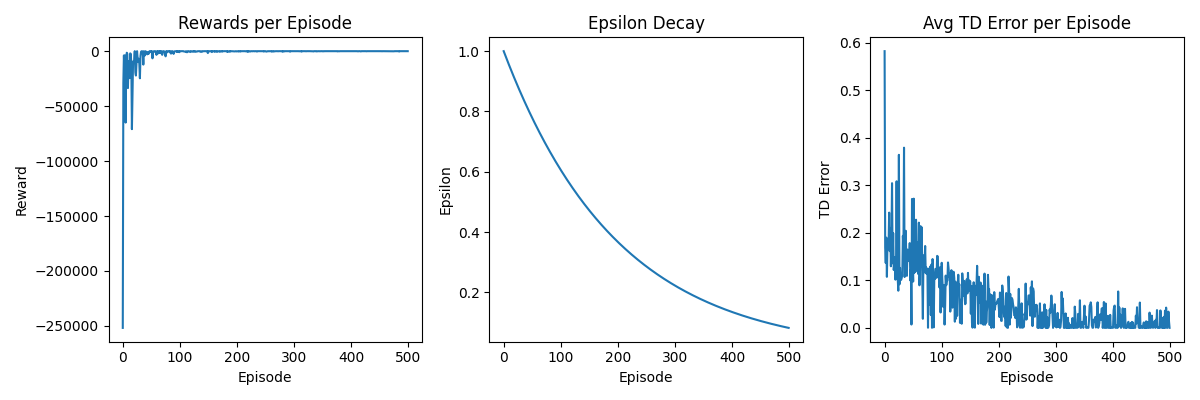 Rewards per Episode
Reward
0
−50000
−100000
−150000
−200000
−250000
0 100 200 300 400 500
Episode
Epsilon Decay
Epsilon
1.0
0.8
0.6
0.4
0.2
0 100 200 300 400 500
Episode
Avg TD Error per Episode
TD Error
0.6
0.5
0.4
0.3
0.2
0.1
0.0
0 100 200 300 400 500
Episode